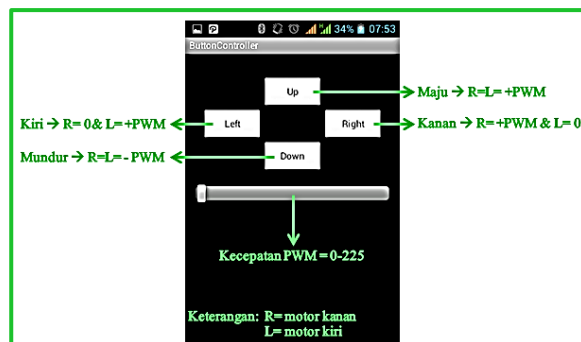 34% 07:53
ButtonController
Up
Maju → R=L= +PWM
Kiri → R= 0& L= +PWM
Left
Right
Kanan → R= +PWM & L= 0
Mundur → R=L= - PWM
Down
Kecepatan PWM = 0-225
Keterangan: R= motor kanan
L= motor kiri